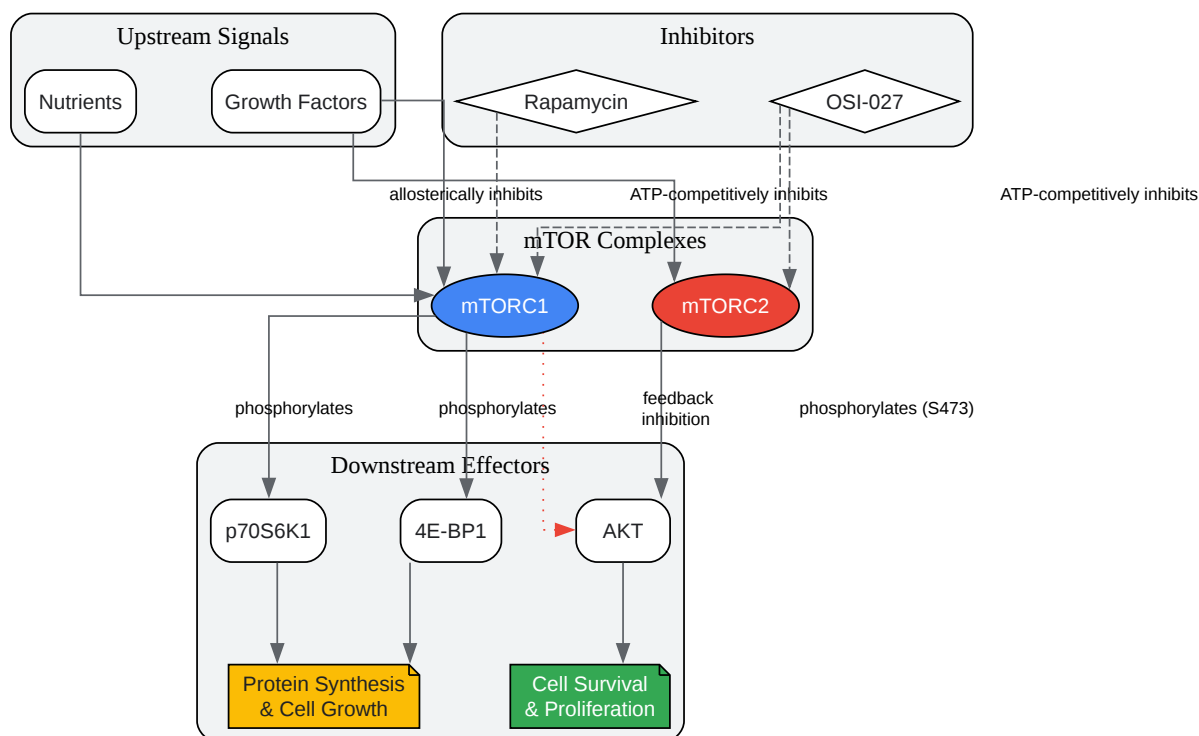 Upstream Signals
Inhibitors
Nutrients
Growth Factors
Rapamycin
OSI-027
allosterically inhibits
ATP-competitively inhibits
ATP-competitively inhibits
mTOR Complexes
mTORC1
mTORC2
phosphorylates
phosphorylates
feedback
inhibition
phosphorylates (S473)
Downstream Effectors
p70S6K1
4E-BP1
AKT
Protein Synthesis
& Cell Growth
Cell Survival
& Proliferation